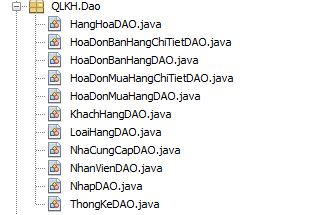 QLKH.Dao
HangHoaDAO.java
HoaDonBanHangChiTietDAO.java
HoaDonBanHangDAO.java
HoaDonMuaHangChiTietDAO.java
HoaDonMuaHangDAO.java
KhachHangDAO.java
LoaiHangDAO.java
NhaCungCapDAO.java
NhanVienDAO.java
NhapDAO.java
ThongKeDAO.java